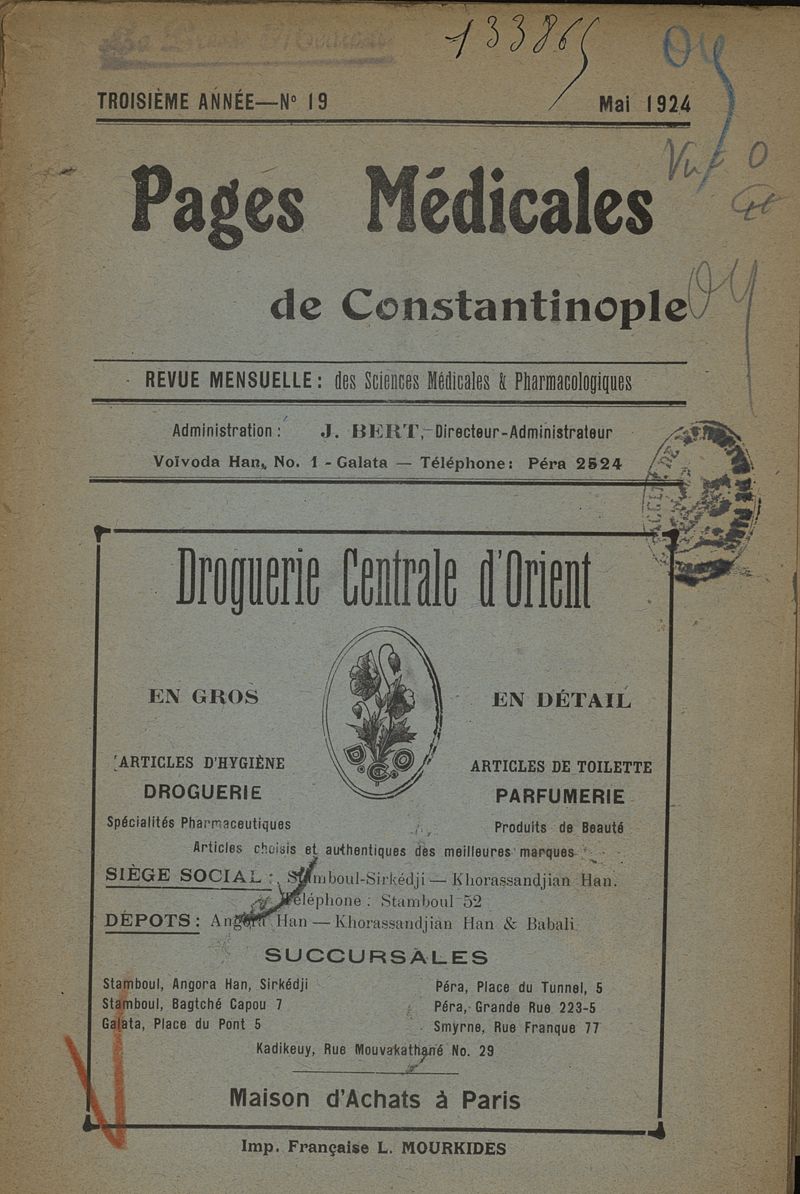 133865
TROISIÈME ANNÉE—Nº 19
Mai 1924
Pages Médicales
de Constantinople
REVUE MENSUELLE: des Sciences Médicales & Pharmacologiques
Administration: J. BERT, Directeur-Administrateur
Voïvoda Han, No. 1 - Galata — Téléphone: Péra 2524
Droguerie Centrale d'Orient
EN GROS
EN DÉTAIL
ARTICLES D'HYGIÈNE
ARTICLES DE TOILETTE
DROGUERIE
PARFUMERIE
Spécialités Pharmaceutiques
Produits de Beauté
Articles choisis et authentiques des meilleures marques
SIÈGE SOCIAL: Stamboul-Sirkédji — Khorassandjian Han.
Téléphone: Stamboul 52
DÉPOTS: Angora Han — Khorassandjian Han & Babali
SUCCURSALES
Stamboul, Angora Han, Sirkédji
Péra, Place du Tunnel, 5
Stamboul, Bagtché Capou 7
Péra, Grande Rue 223-5
Galata, Place du Pont 5
Smyrne, Rue Franque 77
Kadikeuy, Rue Mouvakathané No. 29
Maison d'Achats à Paris
Imp. Française L. MOURKIDES